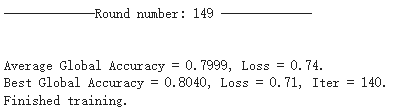 ————————Round number: 149 ————————
Average Global Accuracy = 0.7999, Loss = 0.74.
Best Global Accuracy = 0.8040, Loss = 0.71, Iter = 140.
Finished training.